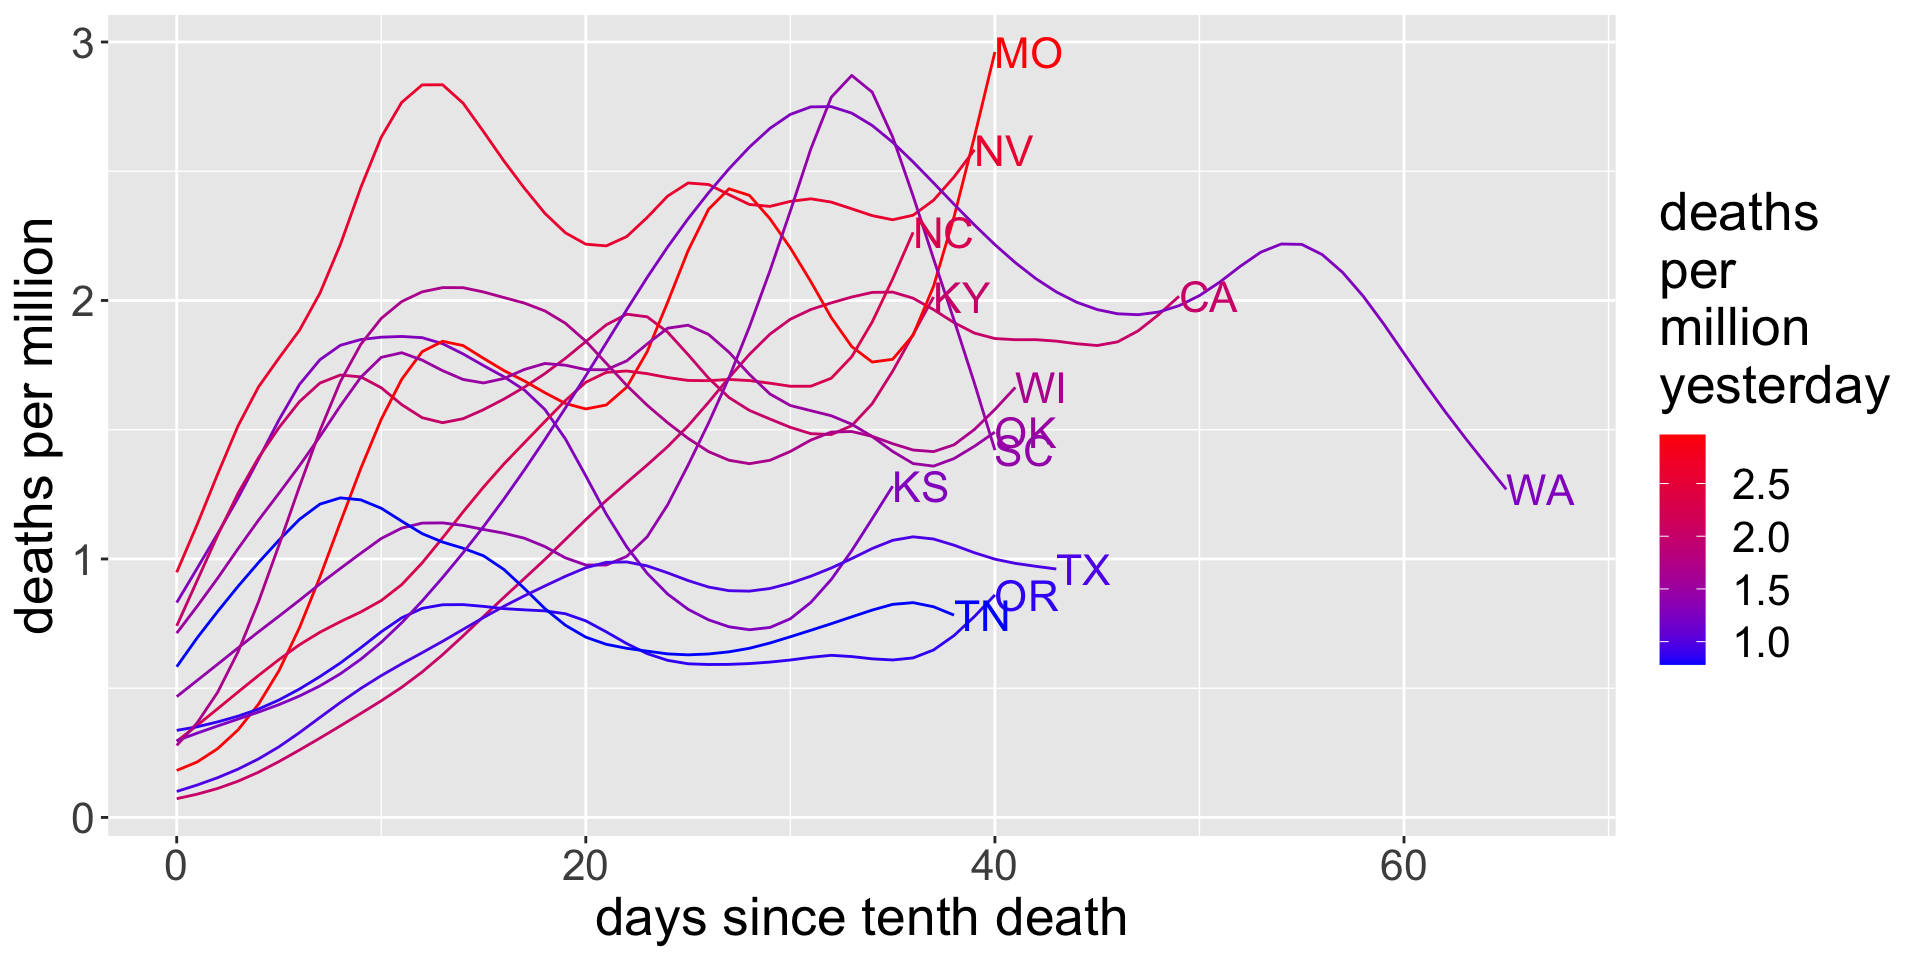 3
2
1
0
deaths per million
MO
NV
NC
KY
CA
WI
OK
SC
KS
WA
TX
OR
TN
0
20
40
60
days since tenth death
deaths
per
million
yesterday
2.5
2.0
1.5
1.0